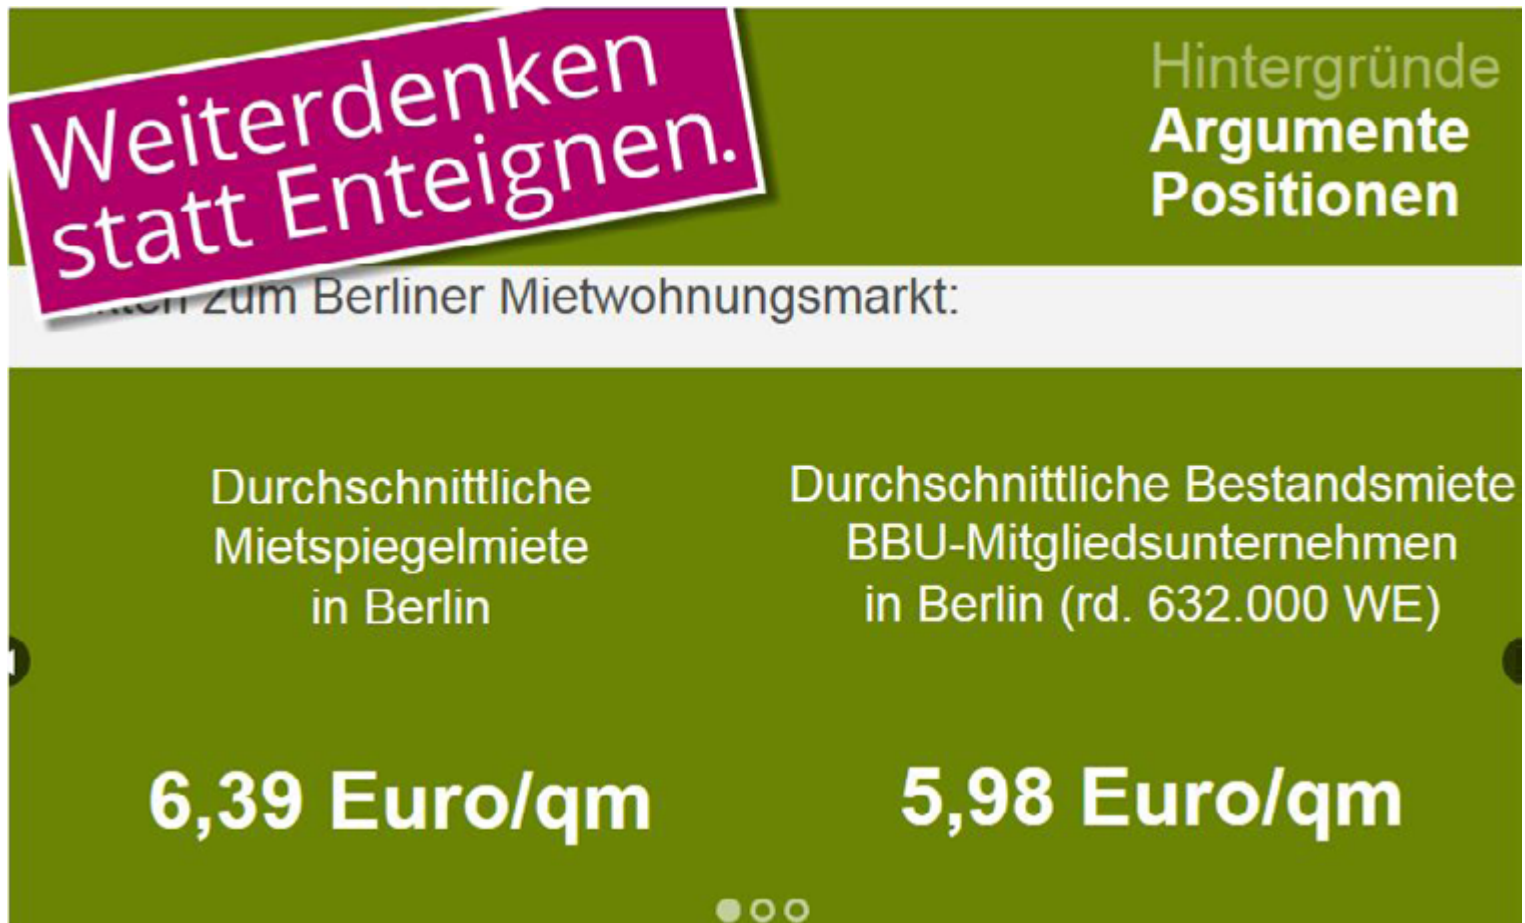 Weiterdenken
statt Enteignen.
Hintergründe
Argumente
Positionen
zum Berliner Mietwohnungsmarkt:
Durchschnittliche
Mietspiegelmiete
in Berlin
6,39 Euro/qm
Durchschnittliche Bestandsmiete
BBU-Mitgliedsunternehmen
in Berlin (rd. 632.000 WE)
5,98 Euro/qm